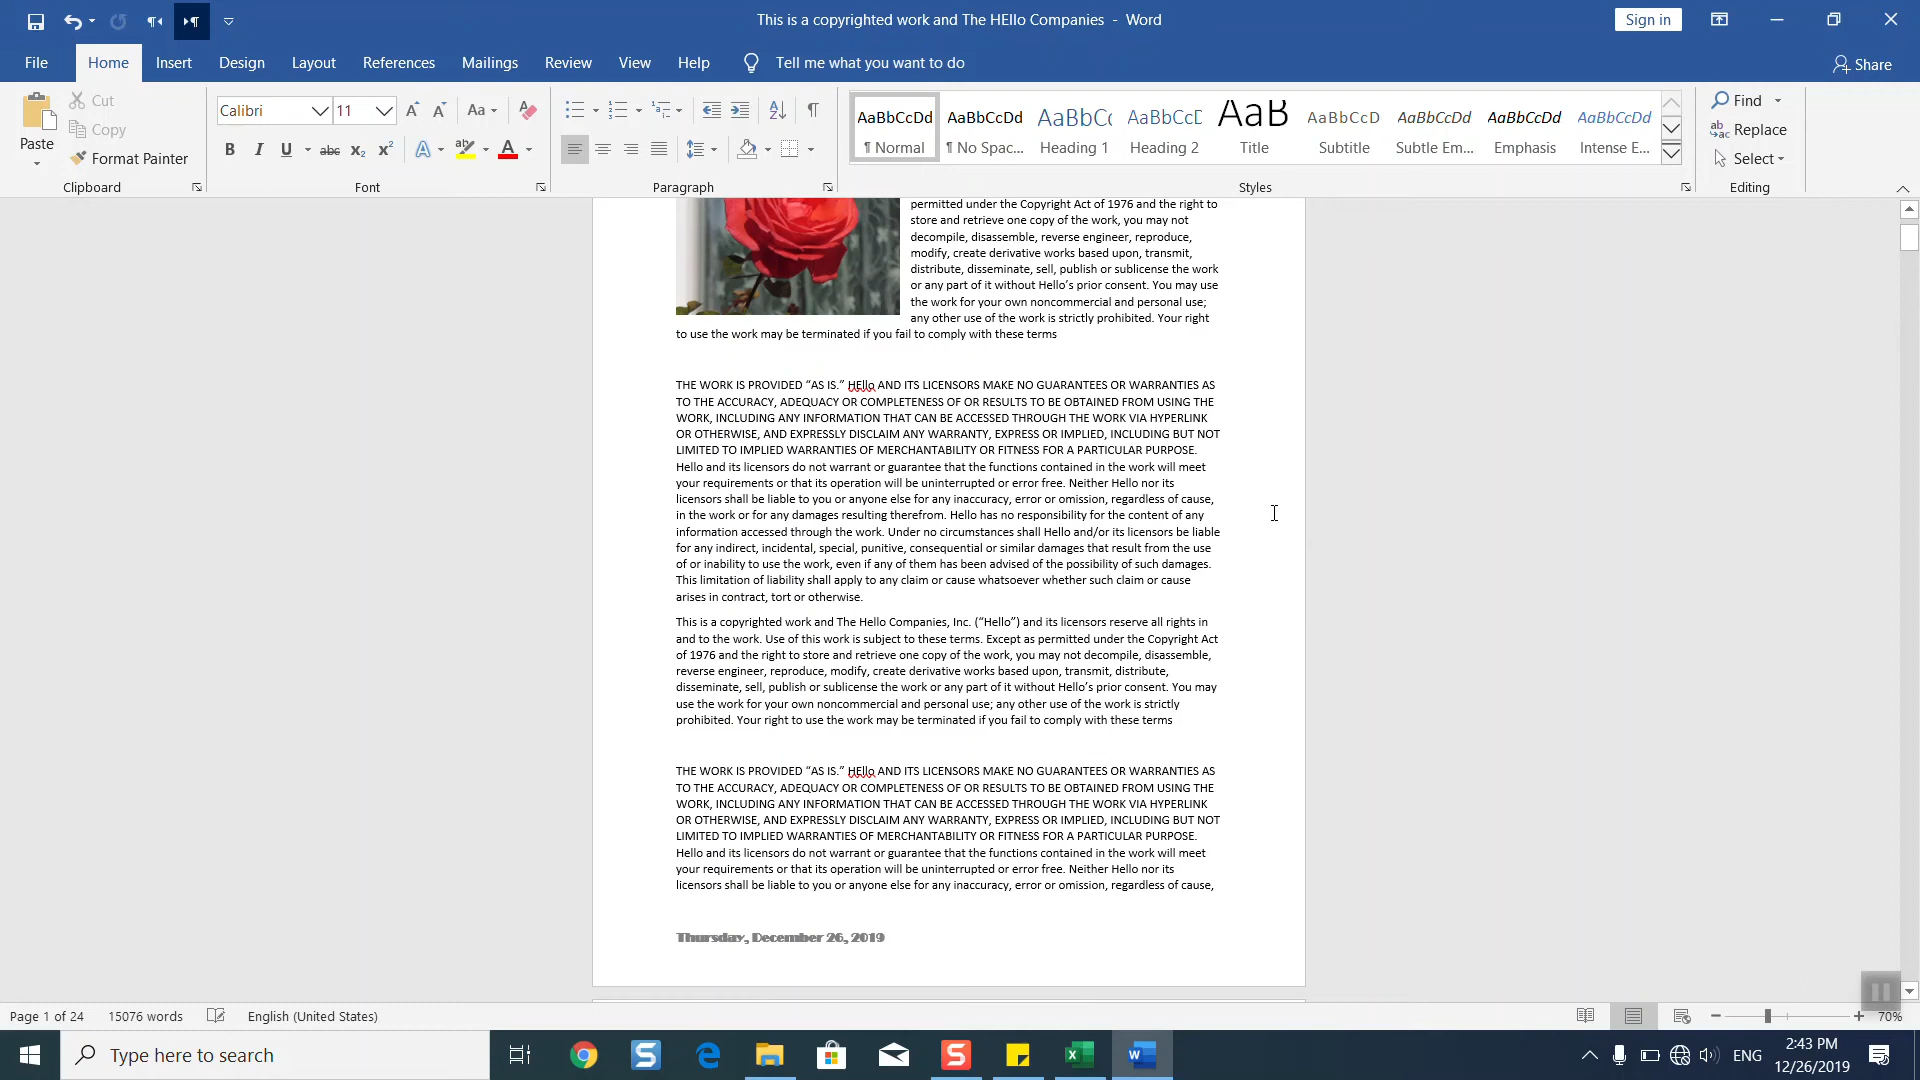 This is a copyrighted work and The HEllo Companies - Word
Sign in
File Home Insert Design Layout References Mailings Review View Help Tell me what you want to do
Share
Paste
Cut
Copy
Format Painter
Clipboard
Calibri 11
Aa
B I U abc x₂ x² A A
Font
Paragraph
AaBbCcDd AaBbCcDd AaBbCc AaBbCcC AaB AaBbCcD AaBbCcDd AaBbCcDd AaBbCcDd
¶ Normal ¶ No Spac... Heading 1 Heading 2 Title Subtitle Subtle Em... Emphasis Intense E...
Styles
Find
Replace
Select
Editing
permitted under the Copyright Act of 1976 and the right to
store and retrieve one copy of the work, you may not
decompile, disassemble, reverse engineer, reproduce,
modify, create derivative works based upon, transmit,
distribute, disseminate, sell, publish or sublicense the work
or any part of it without Hello’s prior consent. You may use
the work for your own noncommercial and personal use;
any other use of the work is strictly prohibited. Your right
to use the work may be terminated if you fail to comply with these terms
THE WORK IS PROVIDED “AS IS.” HEllo AND ITS LICENSORS MAKE NO GUARANTEES OR WARRANTIES AS
TO THE ACCURACY, ADEQUACY OR COMPLETENESS OF OR RESULTS TO BE OBTAINED FROM USING THE
WORK, INCLUDING ANY INFORMATION THAT CAN BE ACCESSED THROUGH THE WORK VIA HYPERLINK
OR OTHERWISE, AND EXPRESSLY DISCLAIM ANY WARRANTY, EXPRESS OR IMPLIED, INCLUDING BUT NOT
LIMITED TO IMPLIED WARRANTIES OF MERCHANTABILITY OR FITNESS FOR A PARTICULAR PURPOSE.
Hello and its licensors do not warrant or guarantee that the functions contained in the work will meet
your requirements or that its operation will be uninterrupted or error free. Neither Hello nor its
licensors shall be liable to you or anyone else for any inaccuracy, error or omission, regardless of cause,
in the work or for any damages resulting therefrom. Hello has no responsibility for the content of any
information accessed through the work. Under no circumstances shall Hello and/or its licensors be liable
for any indirect, incidental, special, punitive, consequential or similar damages that result from the use
of or inability to use the work, even if any of them has been advised of the possibility of such damages.
This limitation of liability shall apply to any claim or cause whatsoever whether such claim or cause
arises in contract, tort or otherwise.
This is a copyrighted work and The Hello Companies, Inc. (“Hello”) and its licensors reserve all rights in
and to the work. Use of this work is subject to these terms. Except as permitted under the Copyright Act
of 1976 and the right to store and retrieve one copy of the work, you may not decompile, disassemble,
reverse engineer, reproduce, modify, create derivative works based upon, transmit, distribute,
disseminate, sell, publish or sublicense the work or any part of it without Hello’s prior consent. You may
use the work for your own noncommercial and personal use; any other use of the work is strictly
prohibited. Your right to use the work may be terminated if you fail to comply with these terms
THE WORK IS PROVIDED “AS IS.” HEllo AND ITS LICENSORS MAKE NO GUARANTEES OR WARRANTIES AS
TO THE ACCURACY, ADEQUACY OR COMPLETENESS OF OR RESULTS TO BE OBTAINED FROM USING THE
WORK, INCLUDING ANY INFORMATION THAT CAN BE ACCESSED THROUGH THE WORK VIA HYPERLINK
OR OTHERWISE, AND EXPRESSLY DISCLAIM ANY WARRANTY, EXPRESS OR IMPLIED, INCLUDING BUT NOT
LIMITED TO IMPLIED WARRANTIES OF MERCHANTABILITY OR FITNESS FOR A PARTICULAR PURPOSE.
Hello and its licensors do not warrant or guarantee that the functions contained in the work will meet
your requirements or that its operation will be uninterrupted or error free. Neither Hello nor its
licensors shall be liable to you or anyone else for any inaccuracy, error or omission, regardless of cause,
Thursday, December 26, 2019
Page 1 of 24 15076 words English (United States) 70%
Type here to search
ENG
2:43 PM
12/26/2019